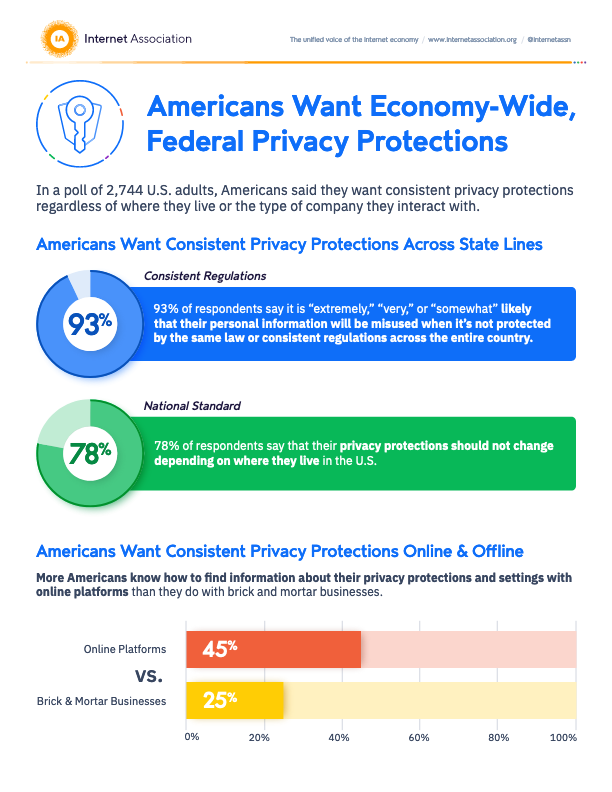 IA Internet Association
The unified voice of the internet economy / www.internetassociation.org / @internetassn
Americans Want Economy-Wide,
Federal Privacy Protections
In a poll of 2,744 U.S. adults, Americans said they want consistent privacy protections
regardless of where they live or the type of company they interact with.
Americans Want Consistent Privacy Protections Across State Lines
Consistent Regulations
93%
93% of respondents say it is “extremely,” “very,” or “somewhat” likely
that their personal information will be misused when it’s not protected
by the same law or consistent regulations across the entire country.
National Standard
78%
78% of respondents say that their privacy protections should not change
depending on where they live in the U.S.
Americans Want Consistent Privacy Protections Online & Offline
More Americans know how to find information about their privacy protections and settings with
online platforms than they do with brick and mortar businesses.
Online Platforms
45%
VS.
Brick & Mortar Businesses
25%
0% 20% 40% 60% 80% 100%